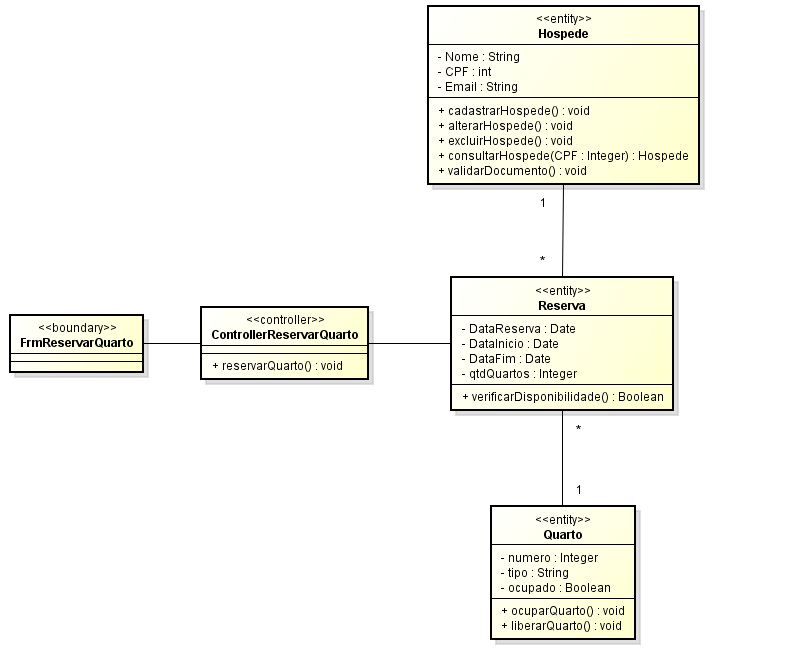 <<entity>>
Hospede
- Nome : String
- CPF : int
- Email : String
+ cadastrarHospede() : void
+ alterarHospede() : void
+ excluirHospede() : void
+ consultarHospede(CPF : Integer) : Hospede
+ validarDocumento() : void
1
*
<<boundary>>
FrmReservarQuarto
<<controller>>
ControllerReservarQuarto
+ reservarQuarto() : void
<<entity>>
Reserva
- DataReserva : Date
- DataInicio : Date
- DataFim : Date
- qtdQuartos : Integer
+ verificarDisponibilidade() : Boolean
*
1
<<entity>>
Quarto
- numero : Integer
- tipo : String
- ocupado : Boolean
+ ocuparQuarto() : void
+ liberarQuarto() : void